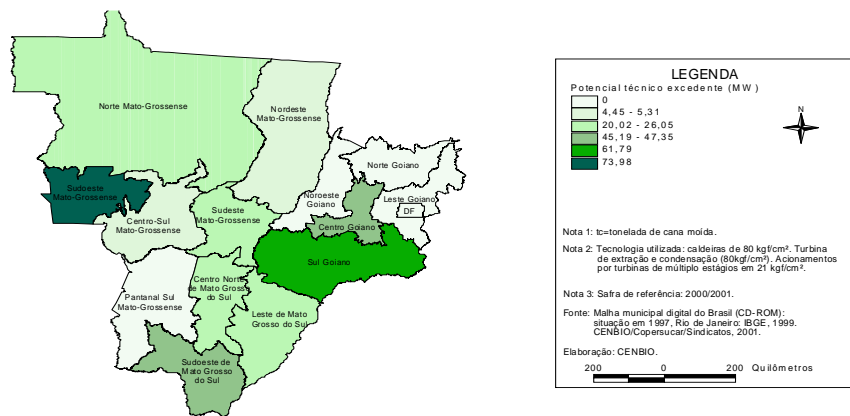 Norte Mato-Grossense
Nordeste
Mato-Grossense
Norte Goiano
Sudoeste
Mato-Grossense
Noroeste
Goiano
Leste Goiano
DF
Centro-Sul
Mato-Grossense
Sudeste
Mato-Grossense
Centro Goiano
Sul Goiano
Pantanal Sul
Mato-Grossense
Centro Norte
de Mato Grosso
do Sul
Leste de Mato
Grosso do Sul
Sudoeste de
Mato Grosso
do Sul
LEGENDA
Potencial técnico excedente (MW)
0
4,45 - 5,31
20,02 - 26,05
45,19 - 47,35
61,79
73,98
N
Nota 1: tc=tonelada de cana moída.
Nota 2: Tecnologia utilizada: caldeiras de 80 kgf/cm². Turbina
de extração e condensação (80kgf/cm²). Acionamentos
por turbinas de múltiplo estágios em 21 kgf/cm².
Nota 3: Safra de referência: 2000/2001.
Fonte: Malha municipal digital do Brasil (CD-ROM):
situação em 1997, Rio de Janeiro: IBGE, 1999.
CENBIO/Copersucar/Sindicatos, 2001.
Elaboração: CENBIO.
200 0 200 Quilômetros